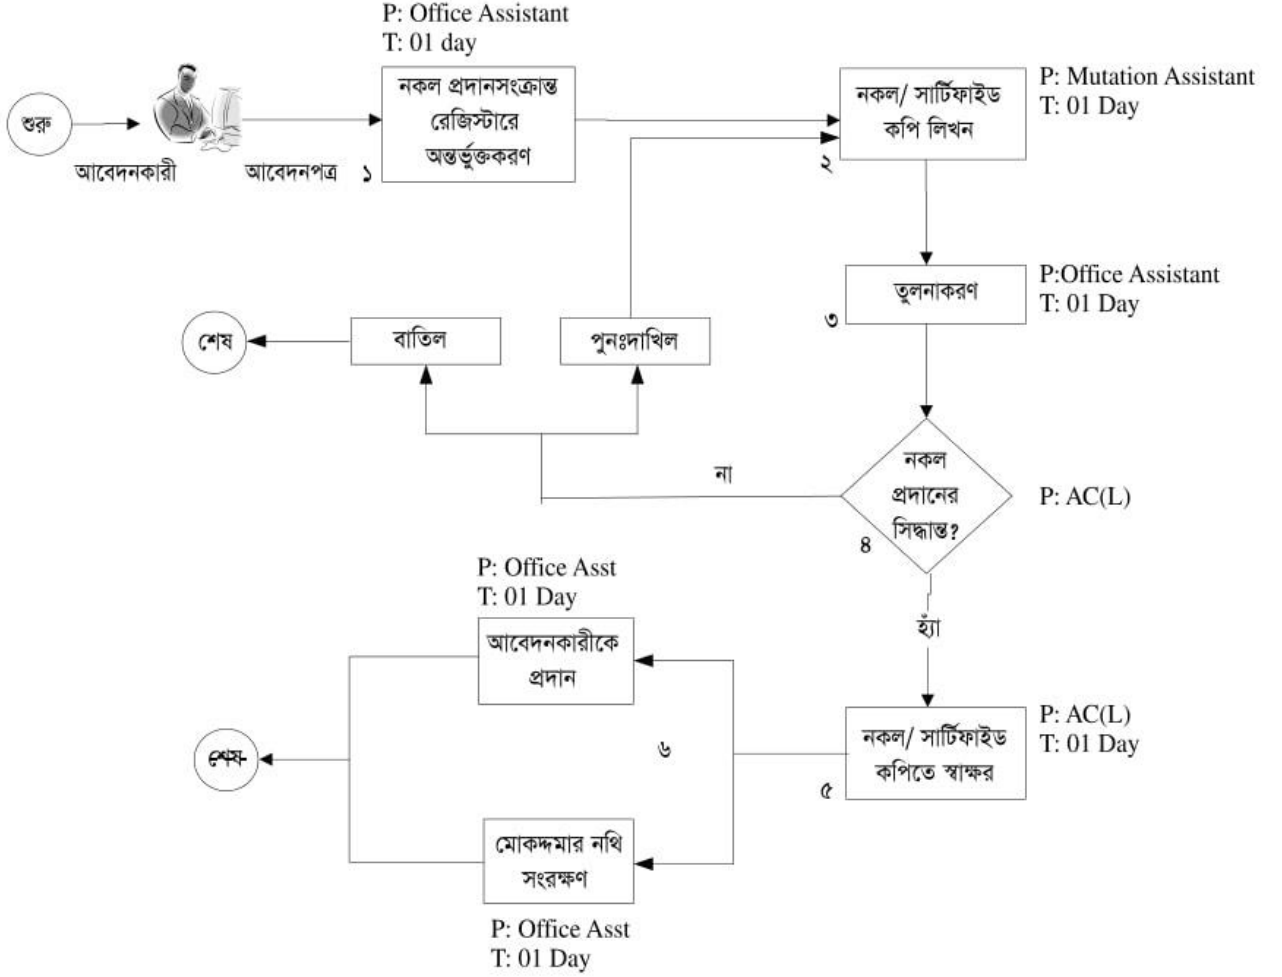 P: Office Assistant
T: 01 day
শুরু
আবেদনকারী
আবেদনপত্র
১
নকল প্রদানসংক্রান্ত
রেজিস্টারে
অন্তর্ভুক্তকরণ
নকল/ সার্টিফাইড
কপি লিখন
২
P: Mutation Assistant
T: 01 Day
তুলনাকরণ
৩
P:Office Assistant
T: 01 Day
শেষ
বাতিল
পুনঃদাখিল
না
নকল
প্রদানের
সিদ্ধান্ত?
৪
P: AC(L)
হ্যাঁ
নকল/ সার্টিফাইড
কপিতে স্বাক্ষর
৫
P: AC(L)
T: 01 Day
P: Office Asst
T: 01 Day
আবেদনকারীকে
প্রদান
৬
শেষ
মোকদ্দমার নথি
সংরক্ষণ
P: Office Asst
T: 01 Day